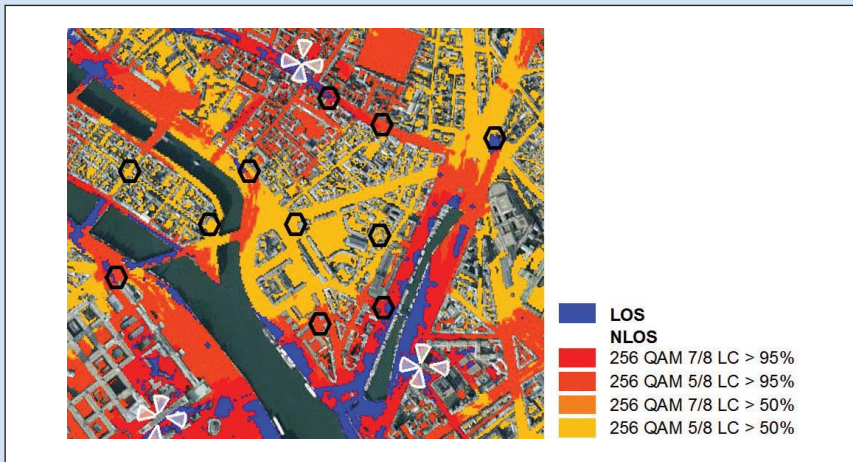 LOS
NLOS
256 QAM 7/8 LC > 95%
256 QAM 5/8 LC > 95%
256 QAM 7/8 LC > 50%
256 QAM 5/8 LC > 50%